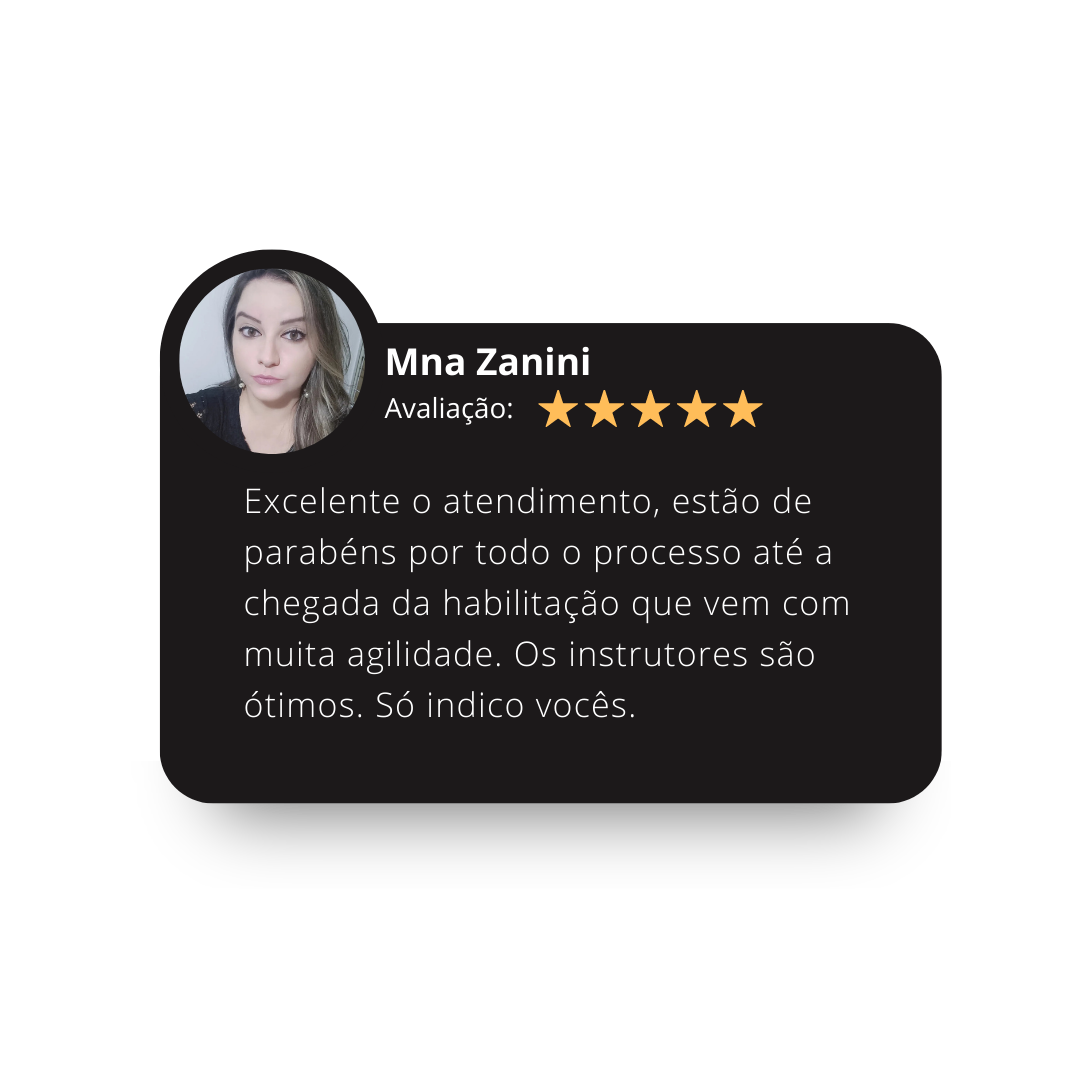 Mna Zanini
Avaliação:
Excelente o atendimento, estão de
parabéns por todo o processo até a
chegada da habilitação que vem com
muita agilidade. Os instrutores são
ótimos. Só indico vocês.